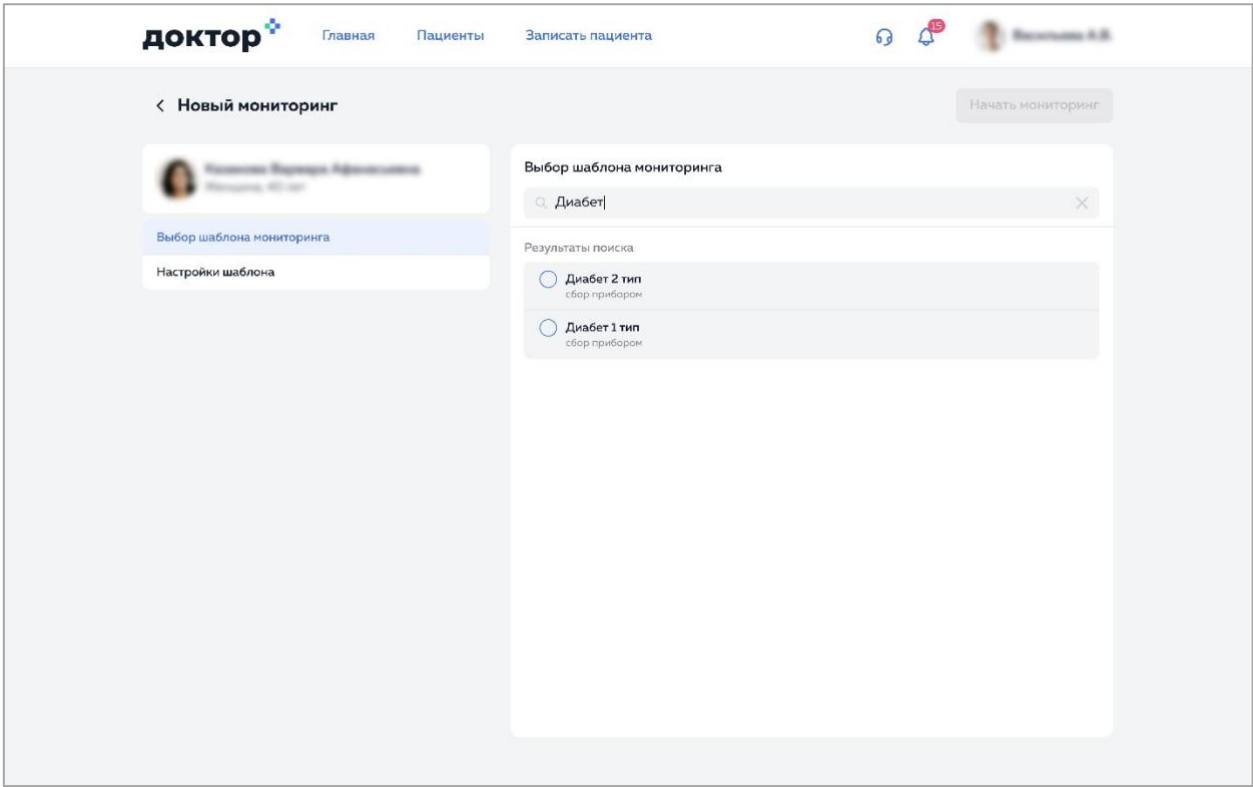 доктор
Главная Пациенты Записать пациента
15
Новый мониторинг
Начать мониторинг
Выбор шаблона мониторинга
Настройки шаблона
Выбор шаблона мониторинга
Диабет
Результаты поиска
Диабет 2 тип
сбор прибором
Диабет 1 тип
сбор прибором